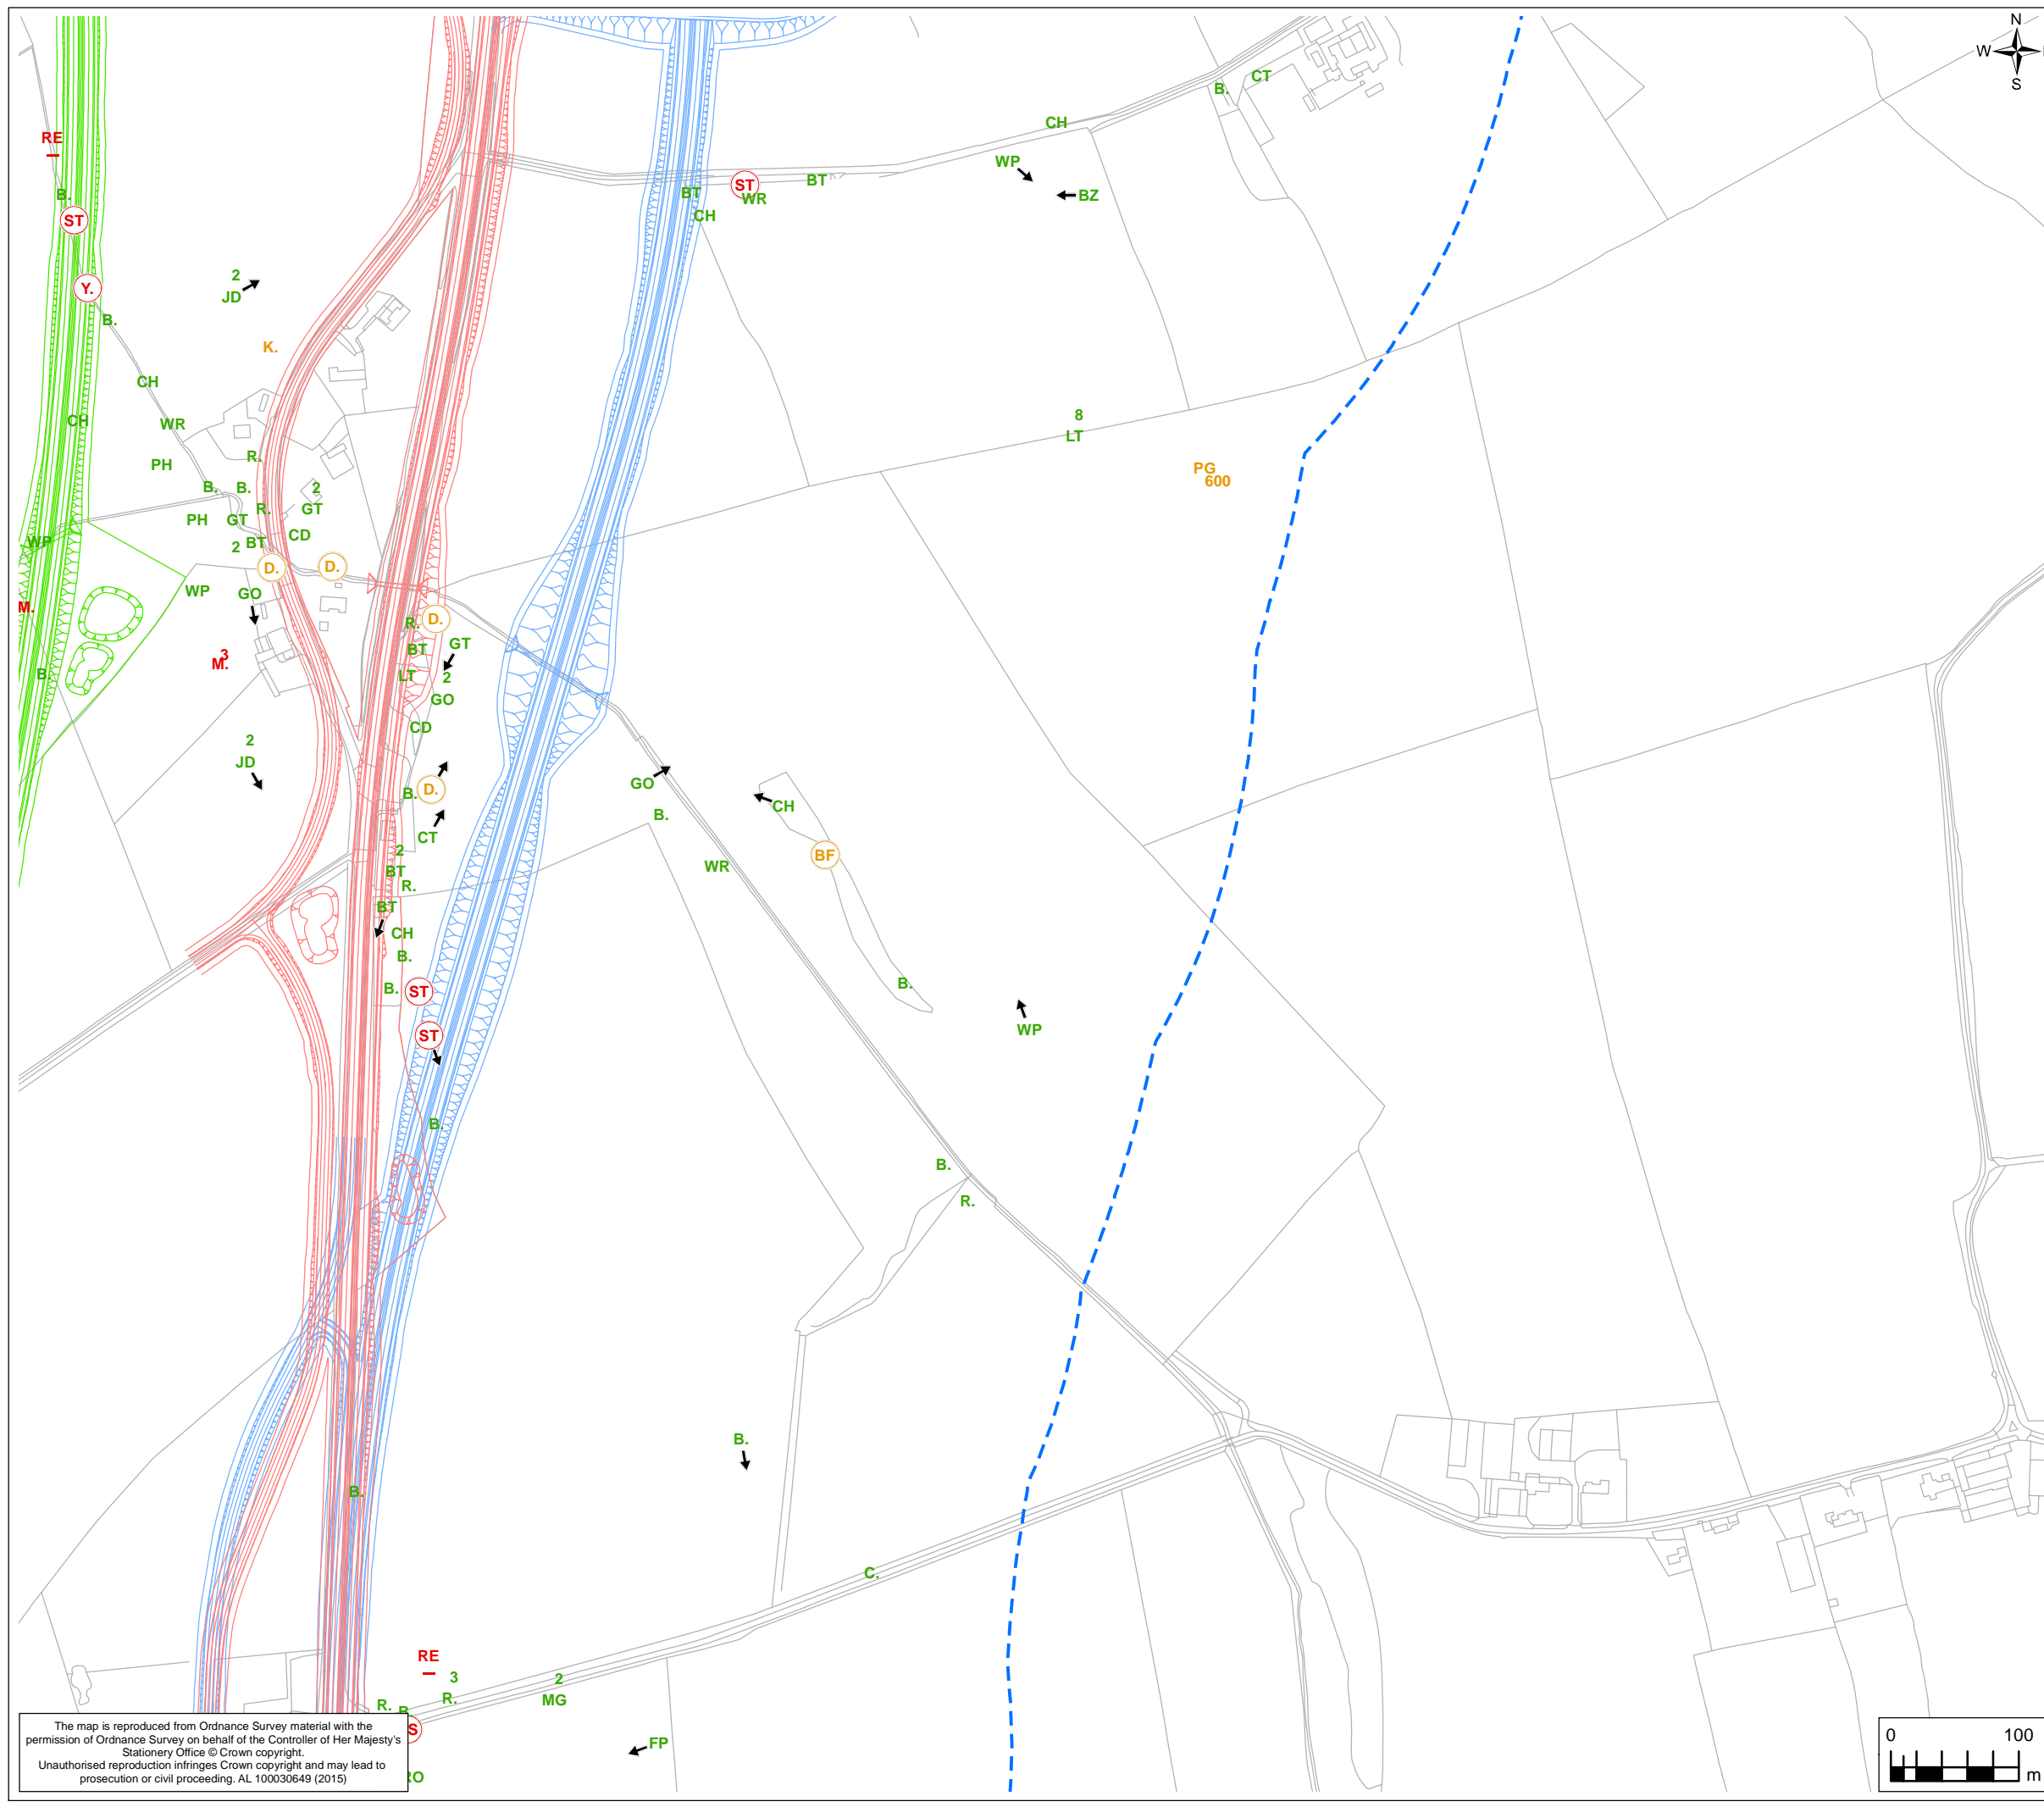 N
W
S
CT
B.
CH
RE
WP
BT
ST
BT
WR
BZ
B.
CH
ST
2
Y.
JD
B.
K.
CH
8
CH
WR
LT
R.
PH
PG
600
B.
B.
2
R.
GT
PH
GT
CD
WP
2
BT
D.
D.
WP
GO
M.
D.
R.
GT
3
M.
BT
B.
LT
2
GO
CD
2
JD
GO
D.
B.
CH
B.
CT
2
BF
WR
BT
R.
BT
CH
B.
B.
B.
ST
WP
ST
B.
B.
R.
B.
B.
C.
RE
3
2
R.
MG
R.
B.
S
FP
RO
The map is reproduced from Ordnance Survey material with the
permission of Ordnance Survey on behalf of the Controller of Her Majesty's
Stationery Office © Crown copyright.
Unauthorised reproduction infringes Crown copyright and may lead to
prosecution or civil proceeding. AL 100030649 (2015)
0 100
m